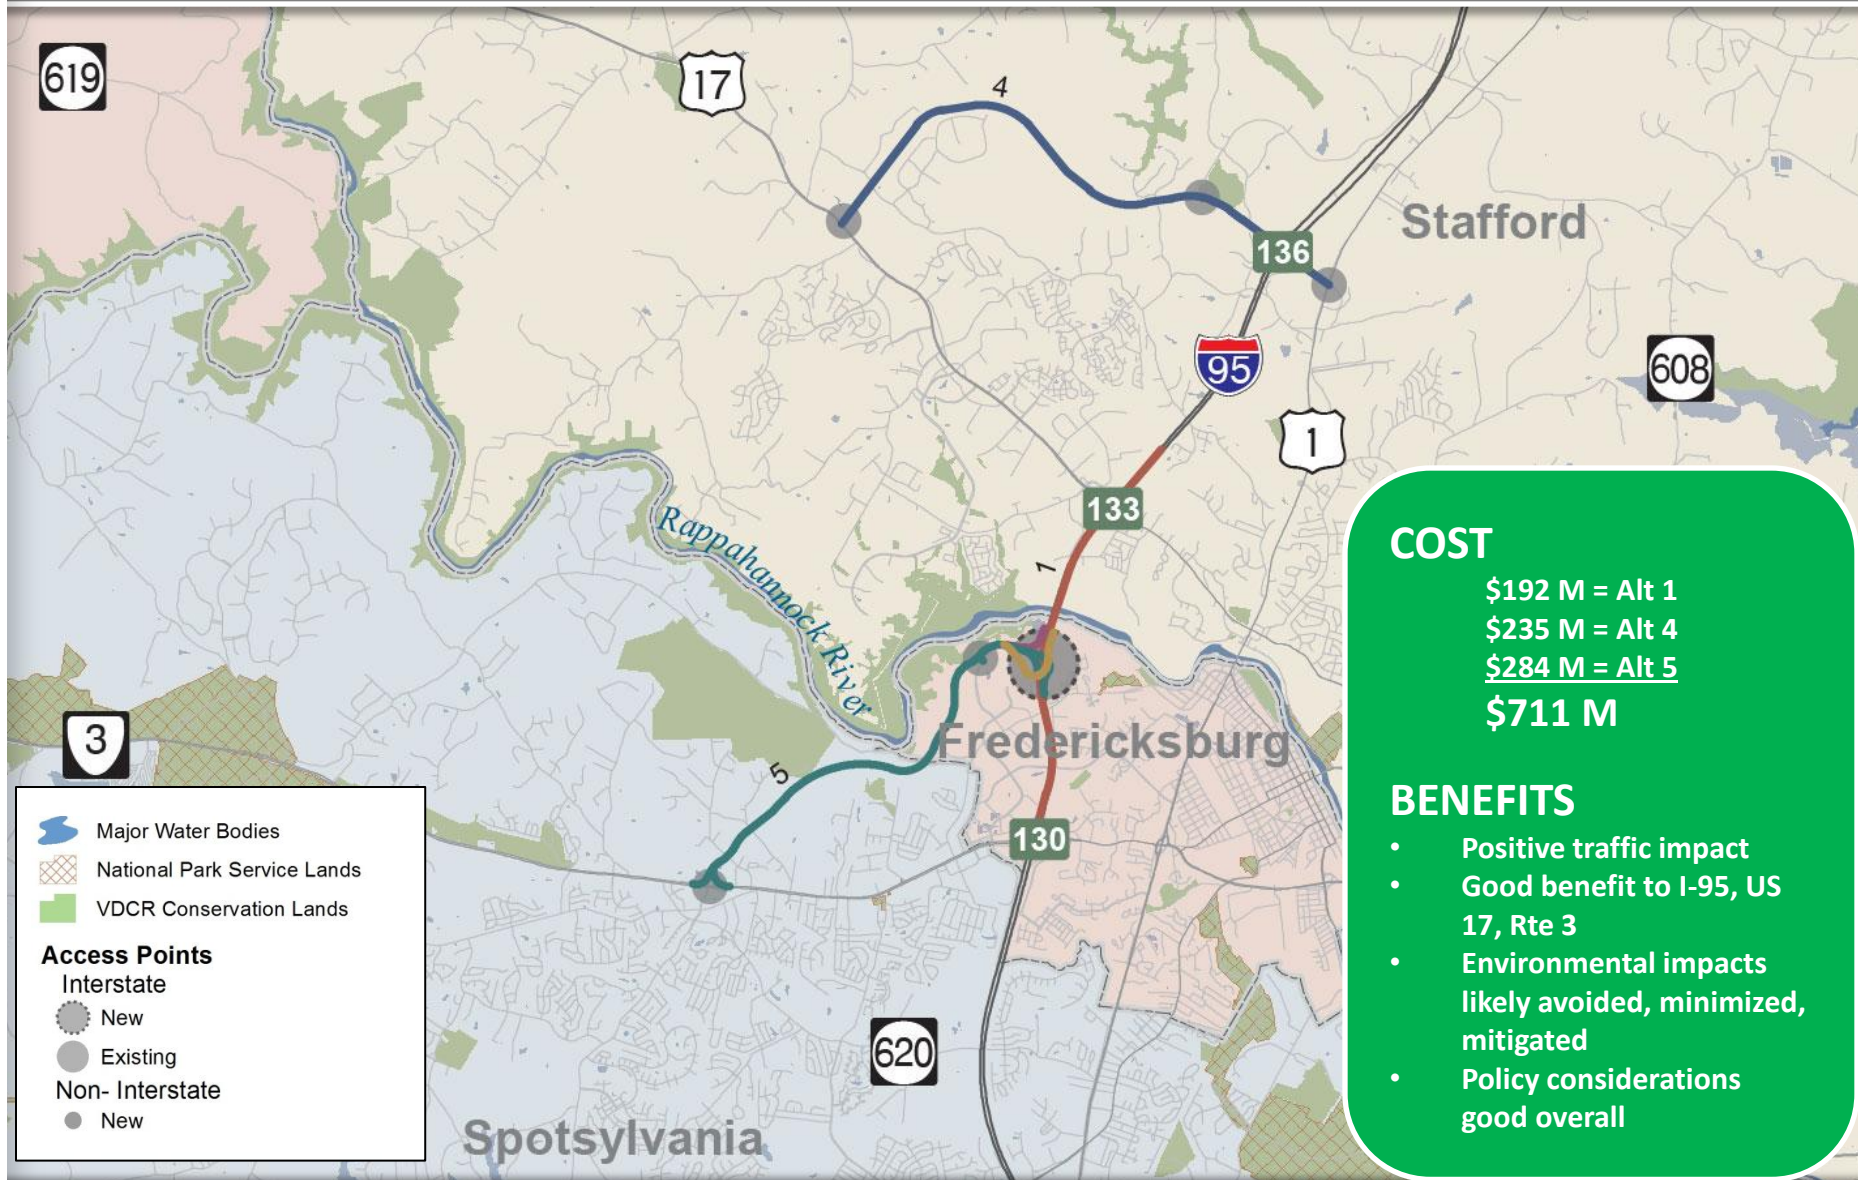 619
17
4
Stafford
136
95
608
1
133
Rappahannock River
1
Fredericksburg
3
5
130
620
Spotsylvania
Major Water Bodies
National Park Service Lands
VDCR Conservation Lands
Access Points
Interstate
New
Existing
Non- Interstate
New
COST
$192 M = Alt 1
$235 M = Alt 4
$284 M = Alt 5
$711 M
BENEFITS
• Positive traffic impact
• Good benefit to I-95, US
17, Rte 3
• Environmental impacts
likely avoided, minimized,
mitigated
• Policy considerations
good overall